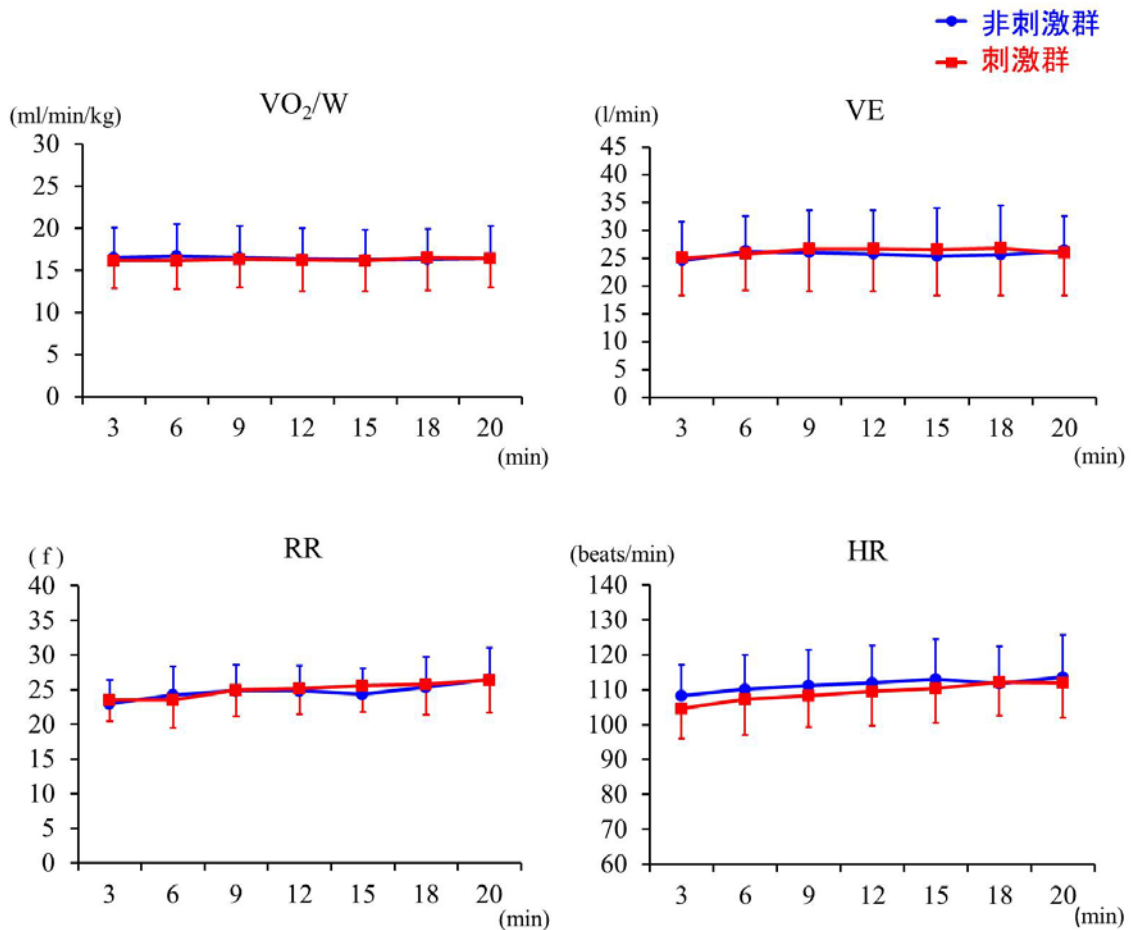 非刺激群
刺激群
VO₂/W
(ml/min/kg)
30
25
20
15
10
5
0
3 6 9 12 15 18 20
(min)
VE
(l/min)
45
40
35
30
25
20
15
10
5
0
3 6 9 12 15 18 20
(min)
RR
( f )
40
35
30
25
20
15
10
5
0
3 6 9 12 15 18 20
(min)
HR
(beats/min)
140
130
120
110
100
90
80
70
60
3 6 9 12 15 18 20
(min)